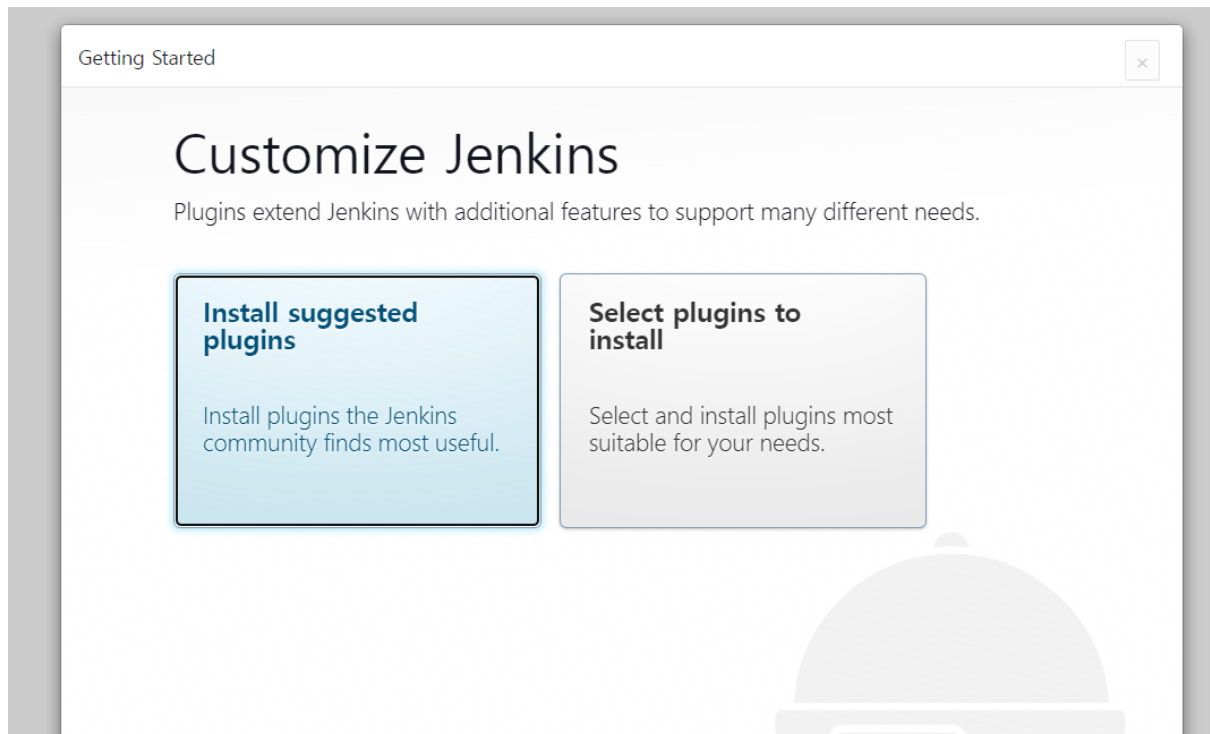 Getting Started
×
Customize Jenkins
Plugins extend Jenkins with additional features to support many different needs.
Install suggested
plugins
Install plugins the Jenkins
community finds most useful.
Select plugins to
install
Select and install plugins most
suitable for your needs.